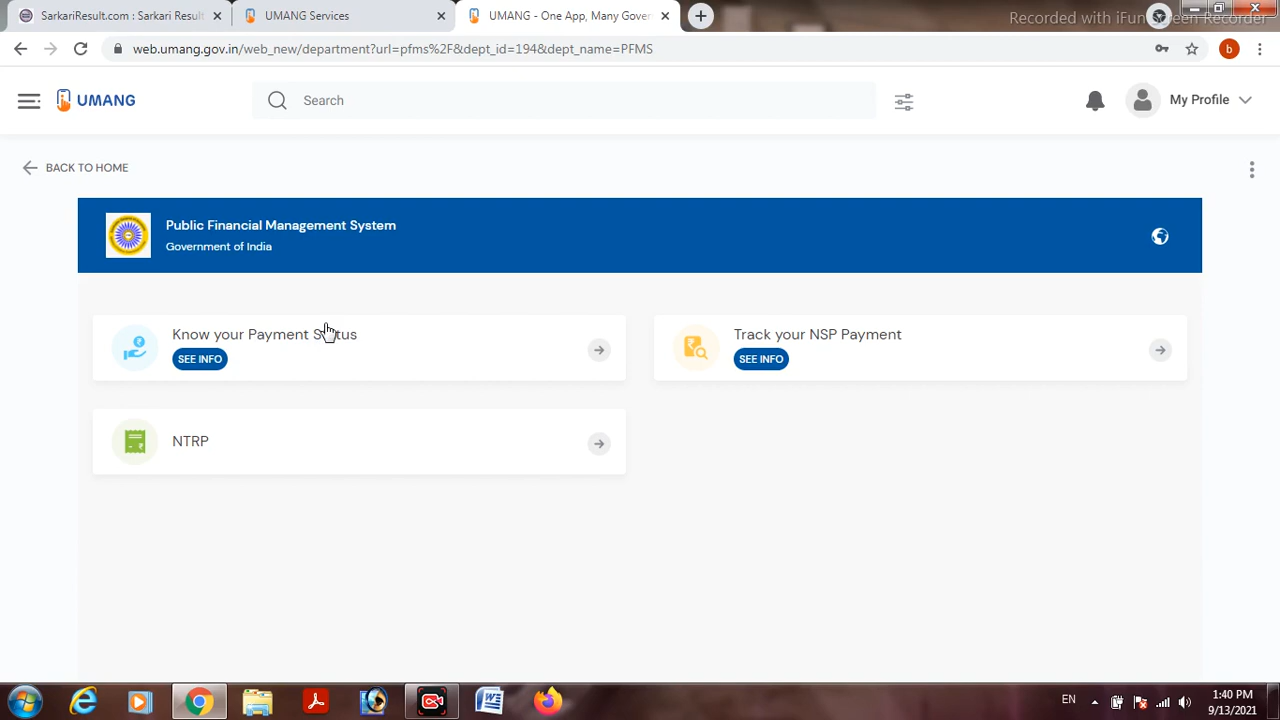 SarkariResult.com : Sarkari Result
UMANG Services
UMANG - One App, Many Gover
Recorded with iFun Screen Recorder
web.umang.gov.in/web_new/department?url=pfms%2F&dept_id=194&dept_name=PFMS
b
UMANG
Search
My Profile
BACK TO HOME
Public Financial Management System
Government of India
Know your Payment Status
SEE INFO
Track your NSP Payment
SEE INFO
NTRP
EN
1:40 PM
9/13/2021